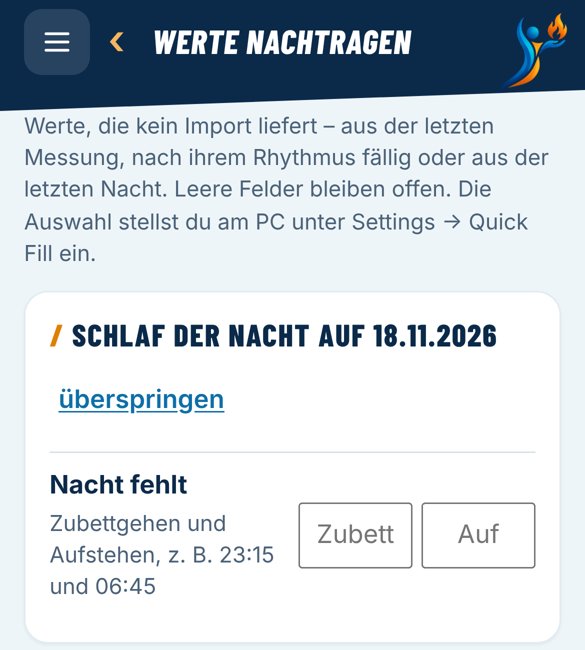 WERTE NACHTRAGEN
Werte, die kein Import liefert – aus der letzten
Messung, nach ihrem Rhythmus fällig oder aus der
letzten Nacht. Leere Felder bleiben offen. Die
Auswahl stellst du am PC unter Settings → Quick
Fill ein.
/ SCHLAF DER NACHT AUF 18.11.2026
überspringen
Nacht fehlt
Zubettgehen und
Aufstehen, z. B. 23:15
und 06:45
Zubett
Auf